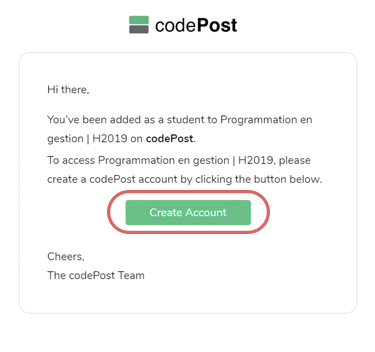 codePost
Hi there,
You've been added as a student to Programmation en
gestion | H2019 on codePost.
To access Programmation en gestion | H2019, please
create a codePost account by clicking the button below.
Create Account
Cheers,
The codePost Team